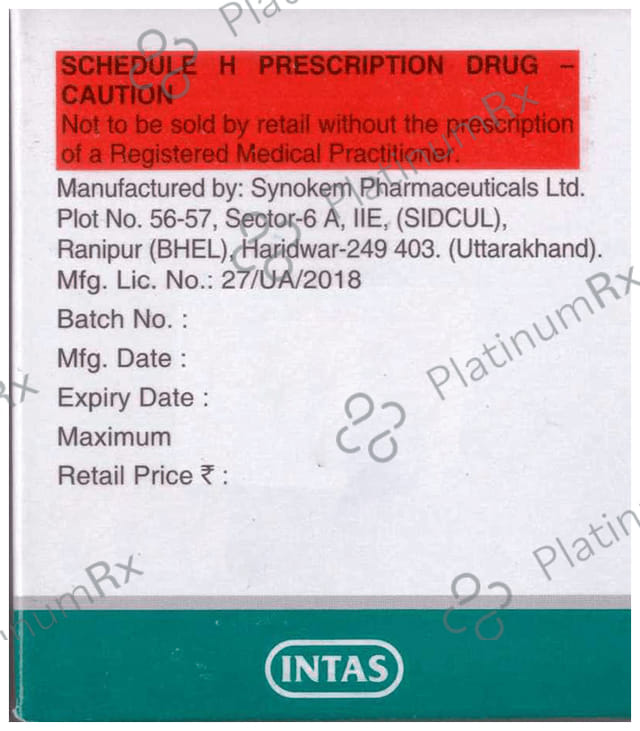 SCHEDULE H PRESCRIPTION DRUG –
CAUTION
Not to be sold by retail without the prescription
of a Registered Medical Practitioner.
Manufactured by: Synokem Pharmaceuticals Ltd.
Plot No. 56-57, Sector-6 A, IIE, (SIDCUL),
Ranipur (BHEL), Haridwar-249 403. (Uttarakhand).
Mfg. Lic. No.: 27/UA/2018
Batch No. :
Mfg. Date :
Expiry Date :
Maximum
Retail Price ₹ :
INTAS
PlatinumRx
PlatinumRx